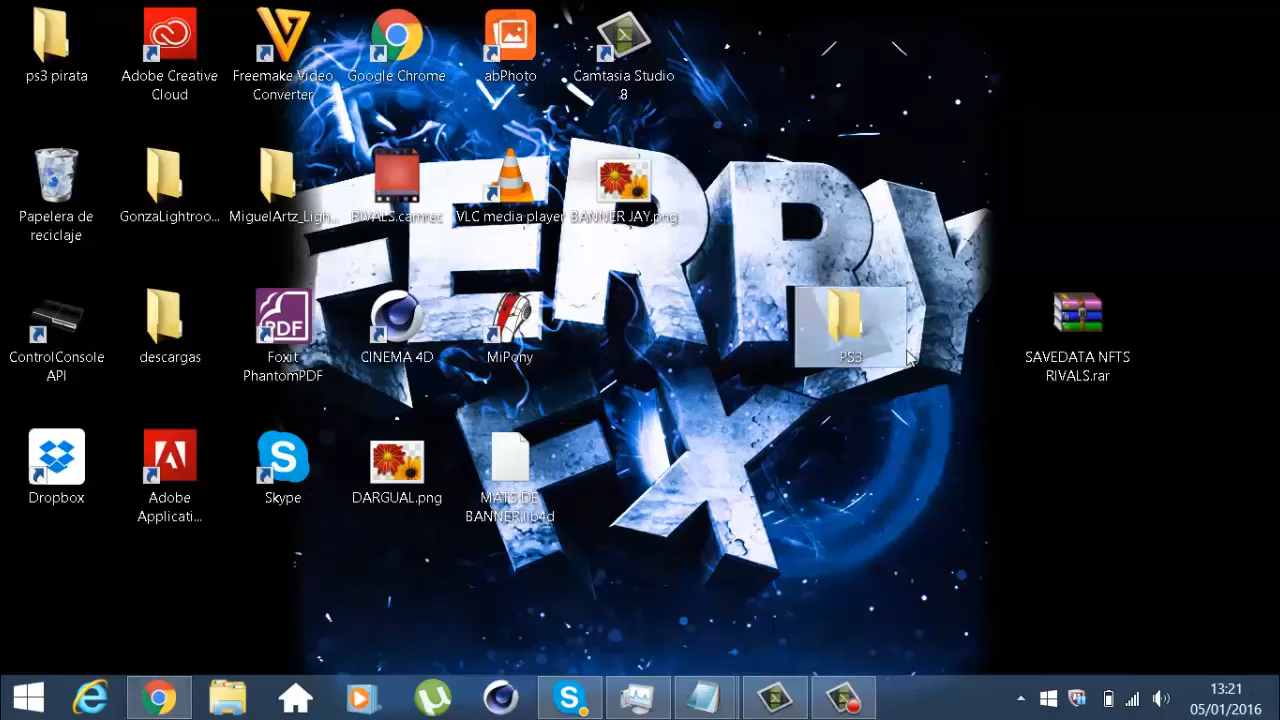 ps3 pirata
Adobe Creative
Cloud
Freemake Video
Converter
Google Chrome
abPhoto
Camtasia Studio
8
Papelera de
reciclaje
GonzaLightroo...
MiguelArtz_Ligh...
RIVALS.camrec
VLC media player
BANNER JAY.png
ControlConsole
API
descargas
PDF
Foxit
PhantomPDF
CINEMA 4D
MiPony
PS3
SAVEDATA NFTS
RIVALS.rar
Dropbox
Adobe
Applicati...
Skype
DARGUAL.png
MATS DE
BANNER.lib4d
FERPY
FX
13:21
05/01/2016